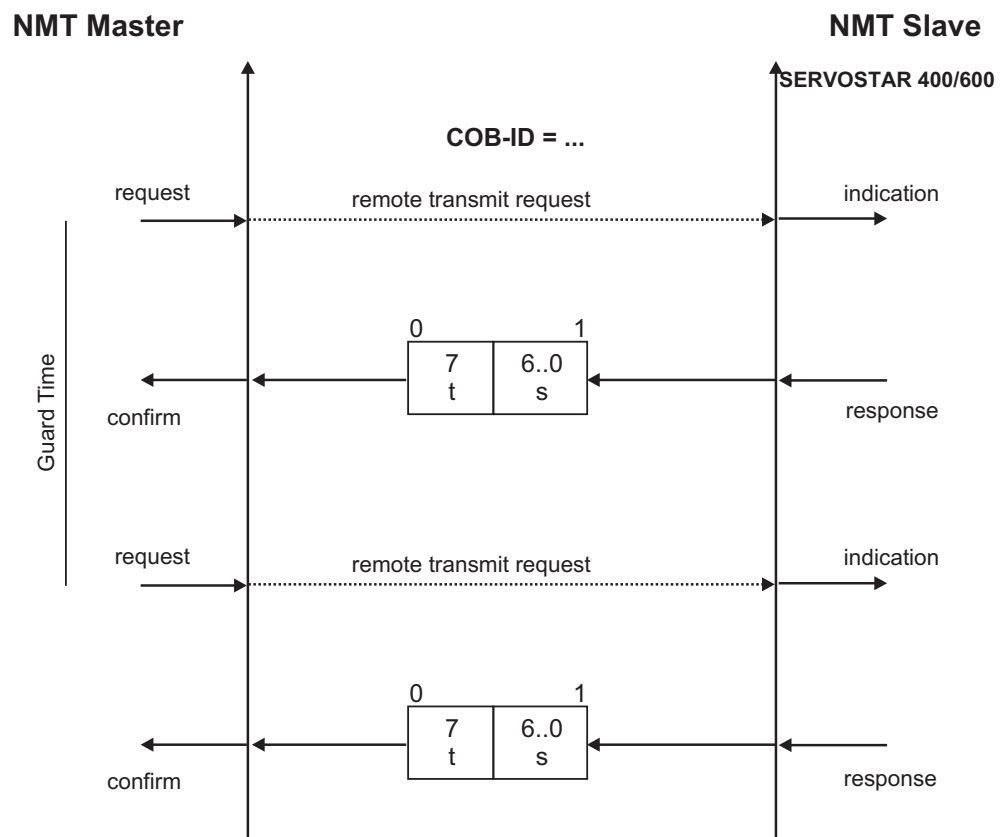 NMT Master
NMT Slave
SERVOSTAR 400/600
COB-ID = ...
request
remote transmit request
indication
0 1
7 6..0
t s
confirm
response
Guard Time
request
remote transmit request
indication
0 1
7 6..0
t s
confirm
response